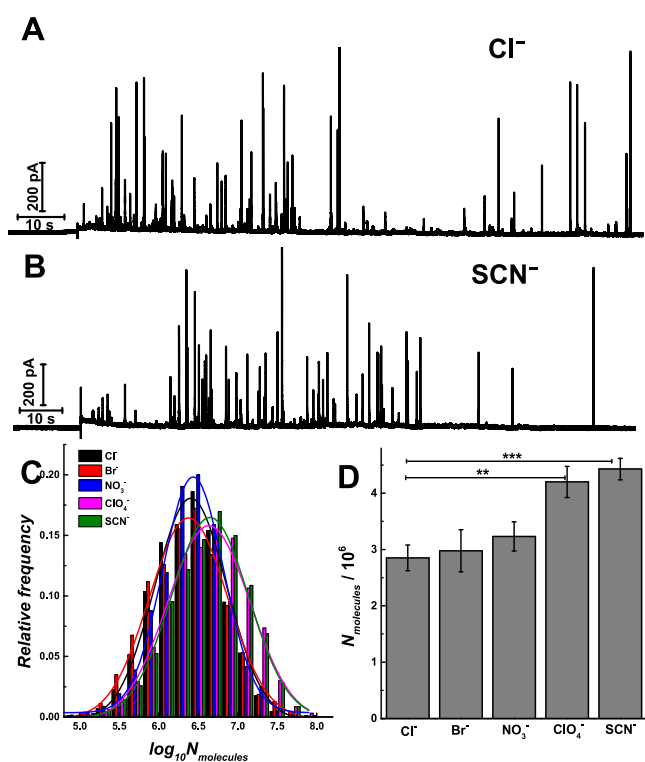 A
Cl⁻
200 pA
10 s
B
SCN⁻
200 pA
10 s
C
Cl⁻
Br⁻
NO₃⁻
ClO₄⁻
SCN⁻
Relative frequency
0.20
0.15
0.10
0.05
0.00
5.0 5.5 6.0 6.5 7.0 7.5 8.0
log₁₀Nmolecules
D
***
**
Nmolecules / 10⁶
4
3
2
1
0
Cl⁻ Br⁻ NO₃⁻ ClO₄⁻ SCN⁻